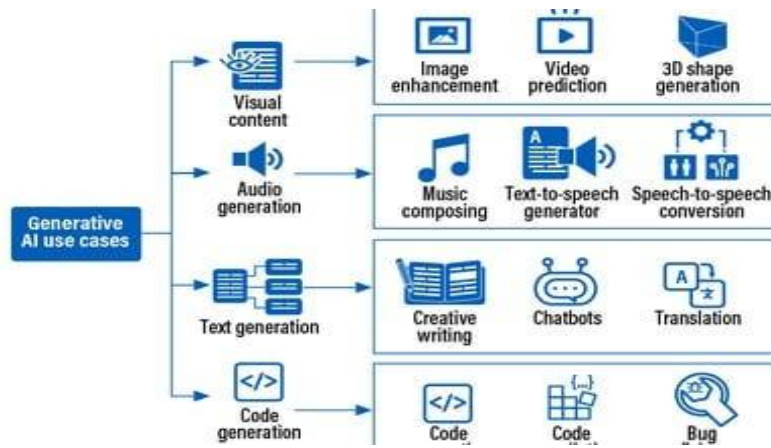 Image
enhancement
Video
prediction
3D shape
generation
Visual
content
Music
composing
A
Text-to-speech
generator
Speech-to-speech
conversion
Audio
generation
Generative
AI use cases
Creative
writing
Chatbots
A
文
Translation
Text generation
</>
Code
generation
</>
Code
{...}
Code
Bug